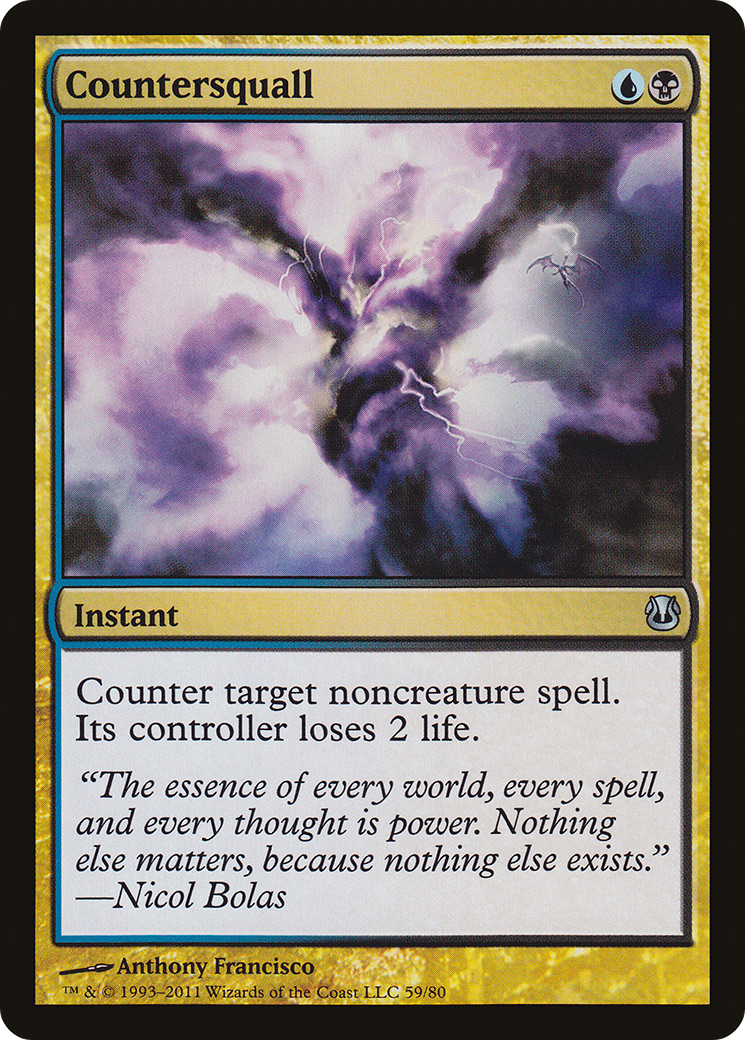 Countersquall
Instant
Counter target noncreature spell.
Its controller loses 2 life.
“The essence of every world, every spell,
and every thought is power. Nothing
else matters, because nothing else exists.”
—Nicol Bolas
Anthony Francisco
™ & © 1993–2011 Wizards of the Coast LLC 59/80